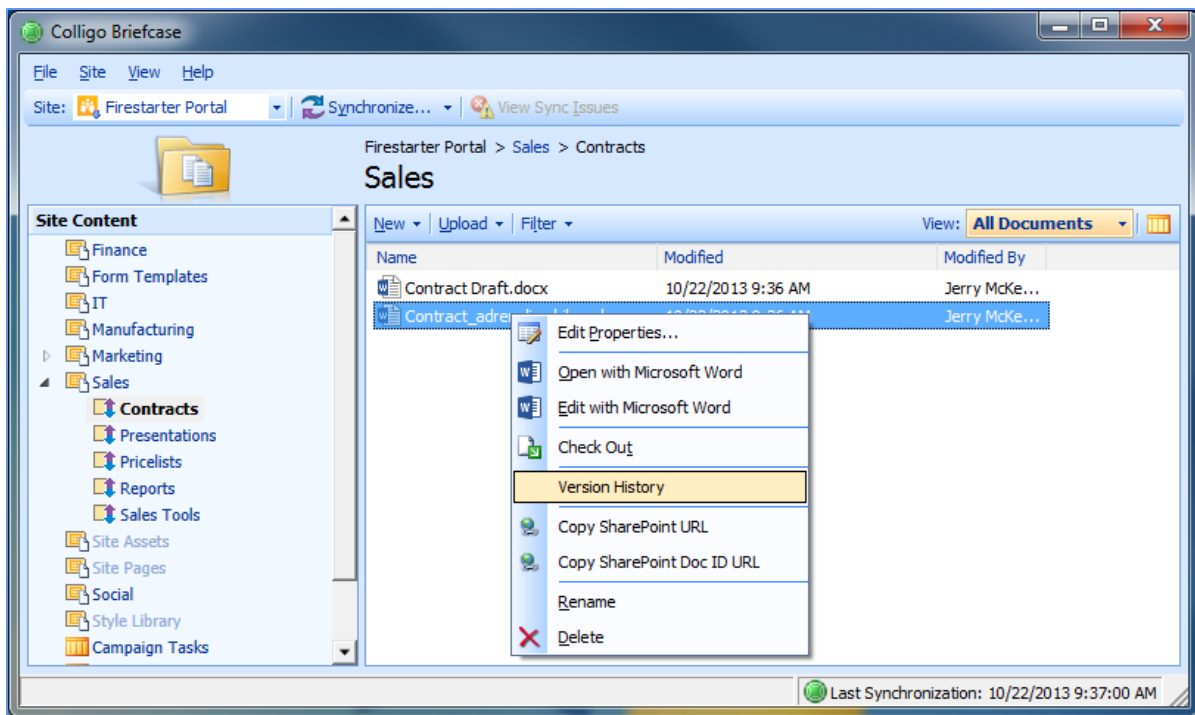 Colligo Briefcase
File Site View Help
Site: Firestarter Portal Synchronize... View Sync Issues
Firestarter Portal > Sales > Contracts
Sales
Site Content
New Upload Filter View: All Documents
Name Modified Modified By
Finance
Form Templates
IT
Manufacturing
Marketing
Sales
Contracts
Presentations
Pricelists
Reports
Sales Tools
Site Assets
Site Pages
Social
Style Library
Campaign Tasks
Contract Draft.docx 10/22/2013 9:36 AM Jerry McKe...
Jerry McKe...
Edit Properties...
Open with Microsoft Word
Edit with Microsoft Word
Check Out
Version History
Copy SharePoint URL
Copy SharePoint Doc ID URL
Rename
Delete
Last Synchronization: 10/22/2013 9:37:00 AM